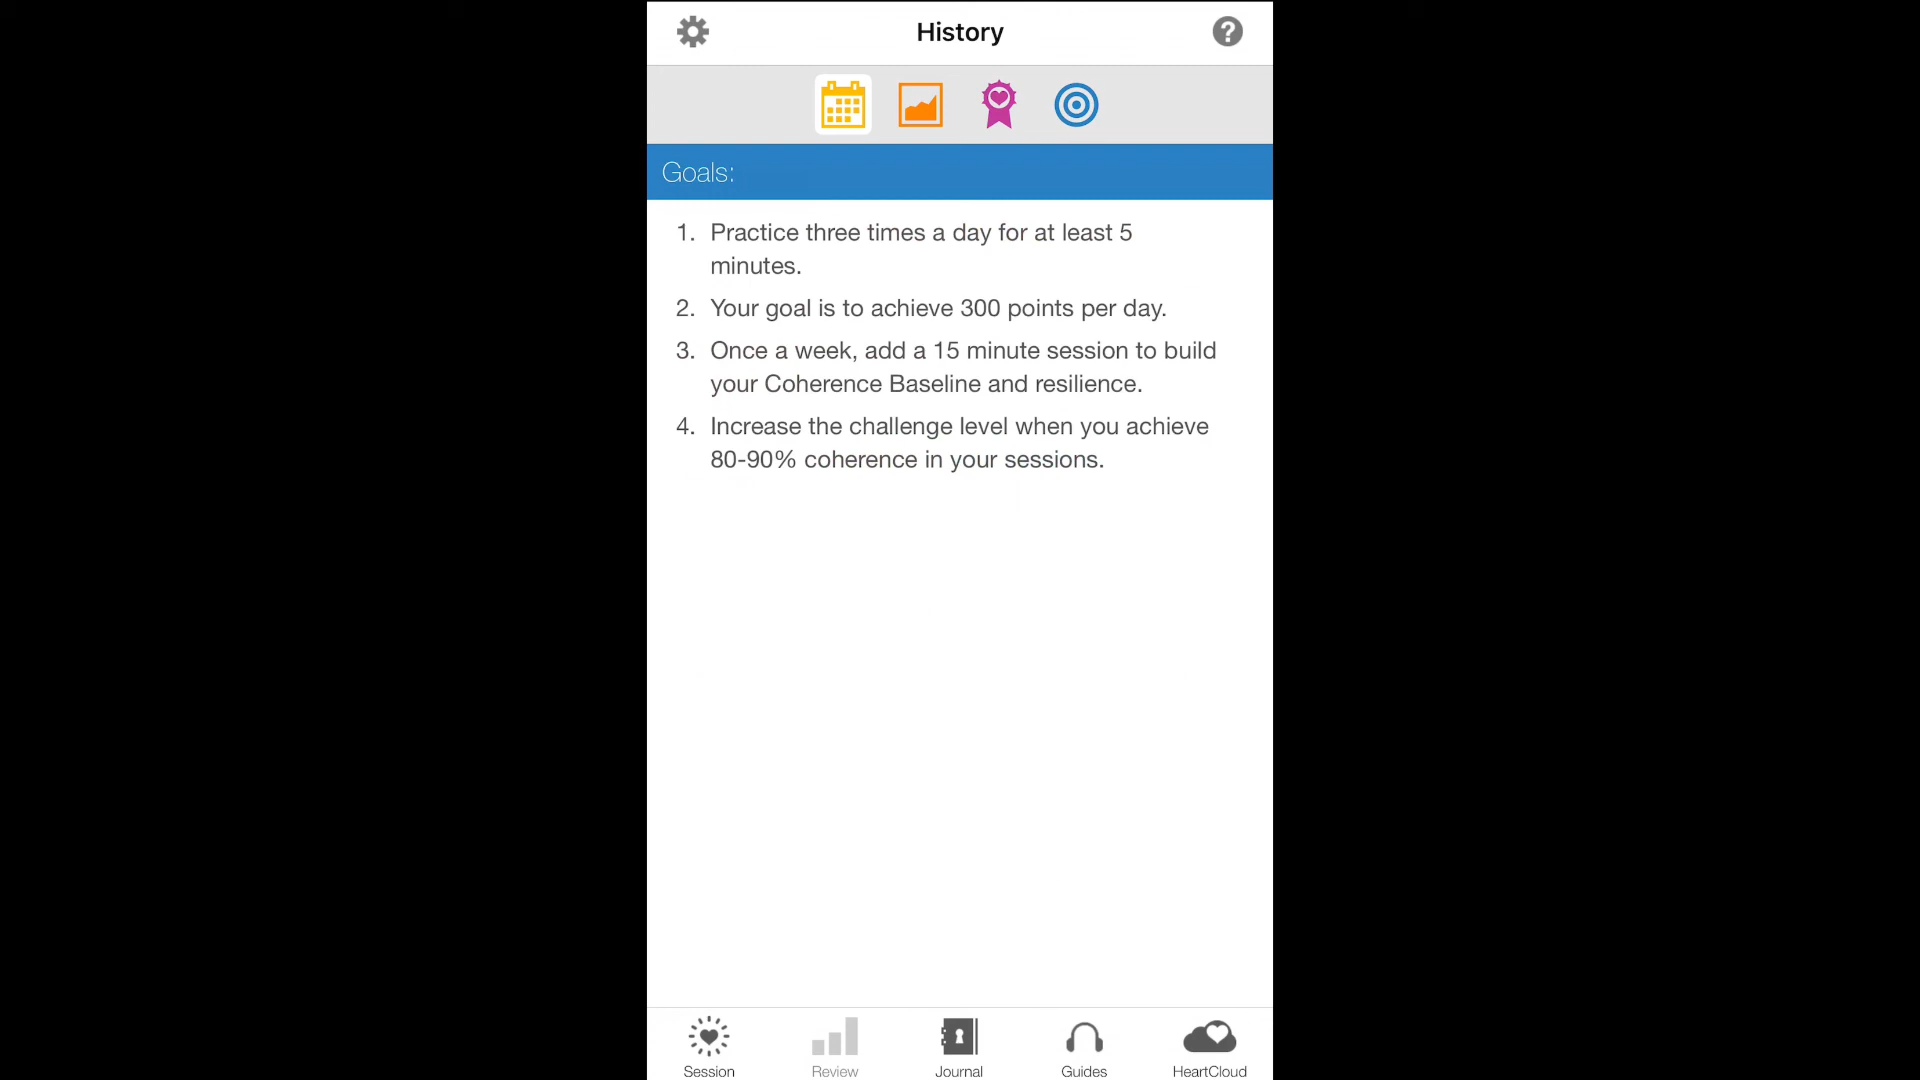 History
Goals:
1. Practice three times a day for at least 5
minutes.
2. Your goal is to achieve 300 points per day.
3. Once a week, add a 15 minute session to build
your Coherence Baseline and resilience.
4. Increase the challenge level when you achieve
80-90% coherence in your sessions.
Session Review Journal Guides HeartCloud